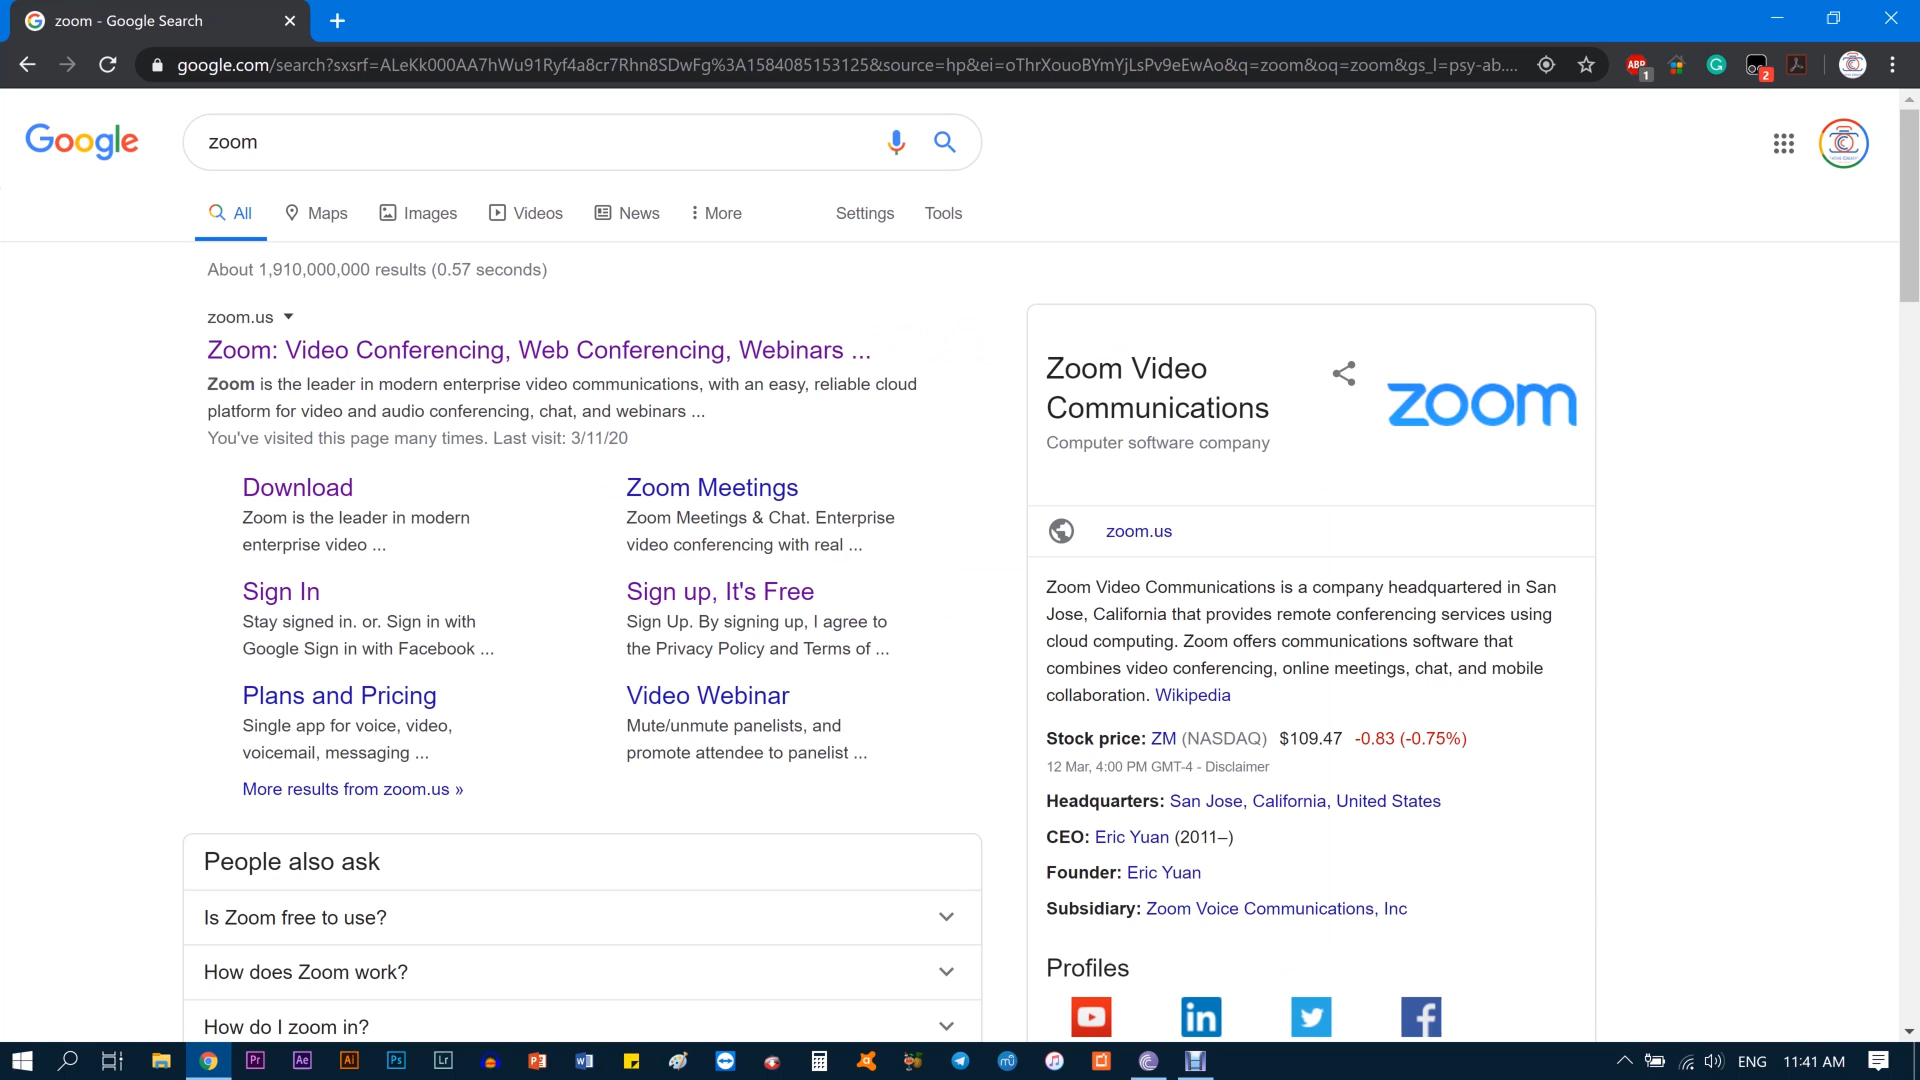 zoom - Google Search
google.com/search?sxsrf=ALeKk000AA7hWu91Ryf4a8cr7Rhn8SDwFg%3A1584085153125&source=hp&ei=oThrXouoBYmYjLsPv9eEwAo&q=zoom&oq=zoom&gs_l=psy-ab....
ABP
1
2
Google
zoom
All Maps Images Videos News More Settings Tools
About 1,910,000,000 results (0.57 seconds)
zoom.us
Zoom: Video Conferencing, Web Conferencing, Webinars ...
Zoom is the leader in modern enterprise video communications, with an easy, reliable cloud
platform for video and audio conferencing, chat, and webinars ...
You've visited this page many times. Last visit: 3/11/20
Download
Zoom is the leader in modern
enterprise video ...
Zoom Meetings
Zoom Meetings & Chat. Enterprise
video conferencing with real ...
Sign In
Stay signed in. or. Sign in with
Google Sign in with Facebook ...
Sign up, It's Free
Sign Up. By signing up, I agree to
the Privacy Policy and Terms of ...
Plans and Pricing
Single app for voice, video,
voicemail, messaging ...
Video Webinar
Mute/unmute panelists, and
promote attendee to panelist ...
More results from zoom.us »
People also ask
Is Zoom free to use?
How does Zoom work?
How do I zoom in?
Zoom Video
Communications
Computer software company
zoom
zoom.us
Zoom Video Communications is a company headquartered in San
Jose, California that provides remote conferencing services using
cloud computing. Zoom offers communications software that
combines video conferencing, online meetings, chat, and mobile
collaboration. Wikipedia
Stock price: ZM (NASDAQ) $109.47 -0.83 (-0.75%)
12 Mar, 4:00 PM GMT-4 - Disclaimer
Headquarters: San Jose, California, United States
CEO: Eric Yuan (2011–)
Founder: Eric Yuan
Subsidiary: Zoom Voice Communications, Inc
Profiles
in
f
Pr Ae Ai Ps Lr
ENG 11:41 AM